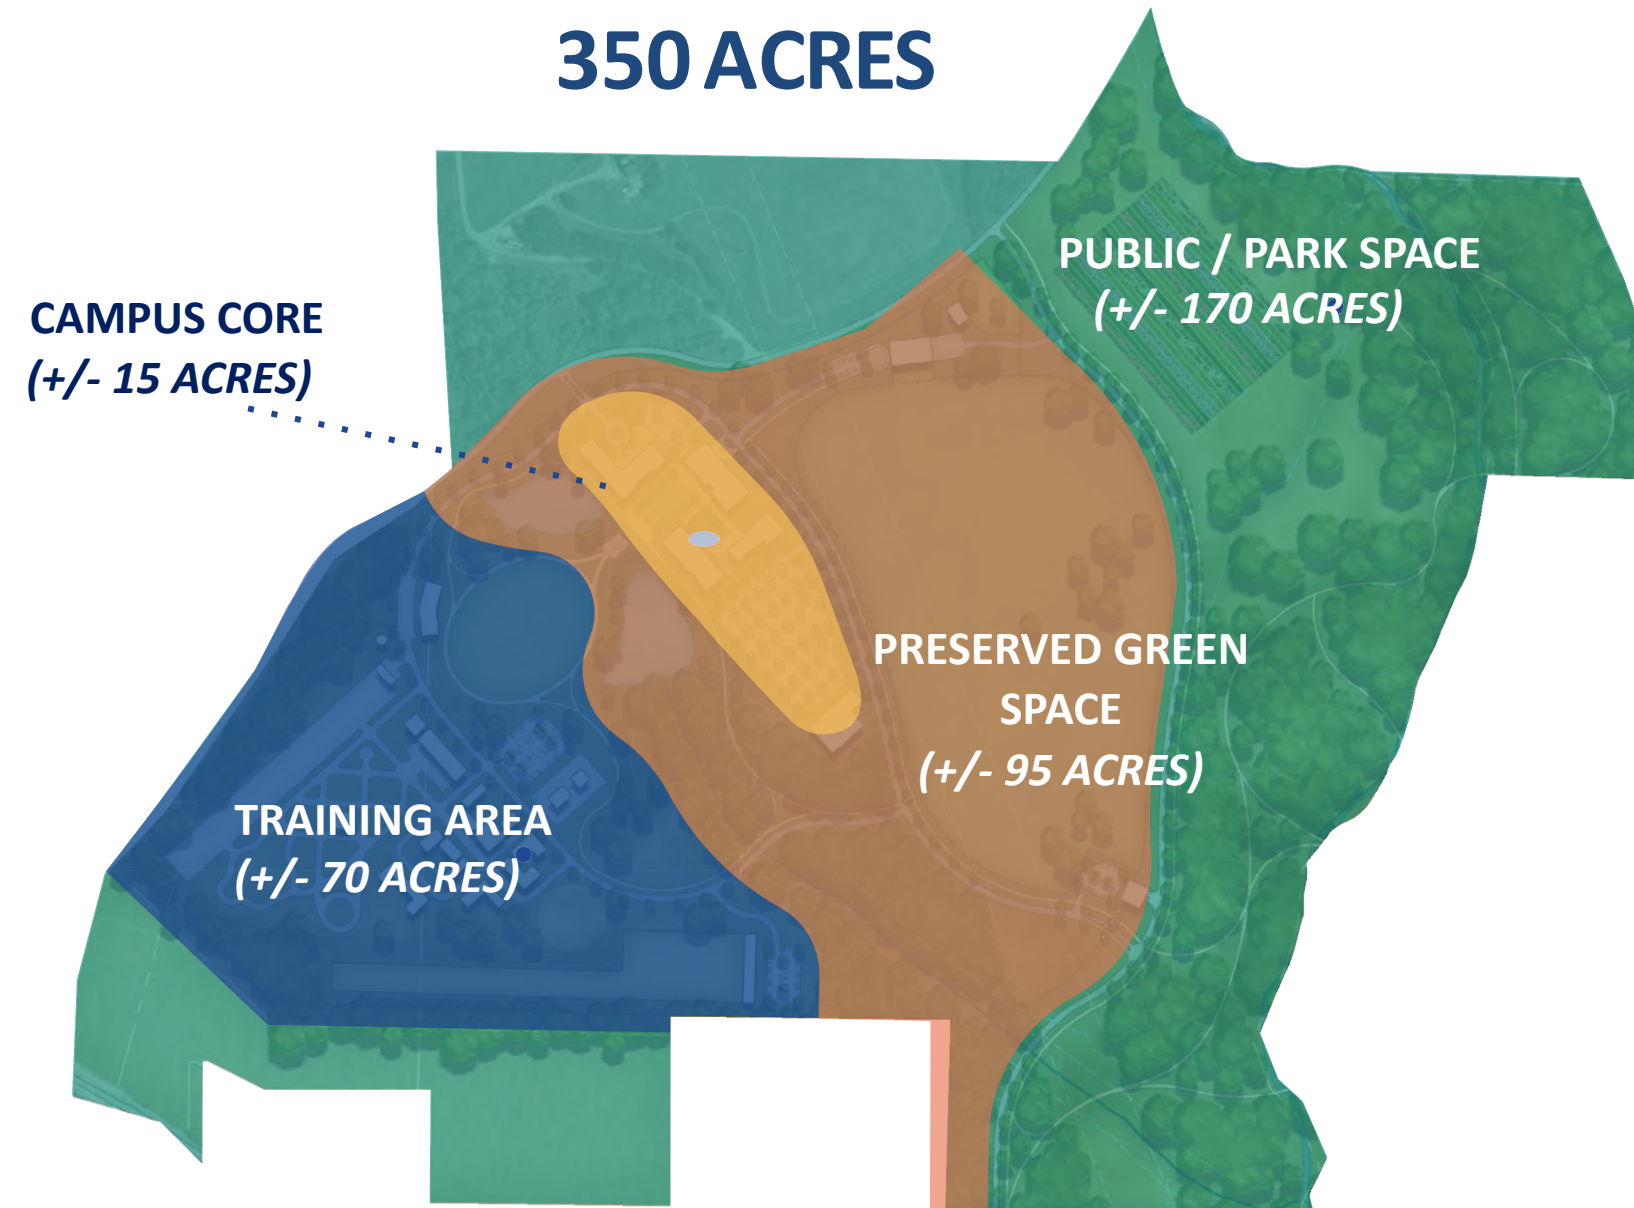 350 ACRES
PUBLIC / PARK SPACE
(+/- 170 ACRES)
CAMPUS CORE
(+/- 15 ACRES)
PRESERVED GREEN
SPACE
(+/- 95 ACRES)
TRAINING AREA
(+/- 70 ACRES)